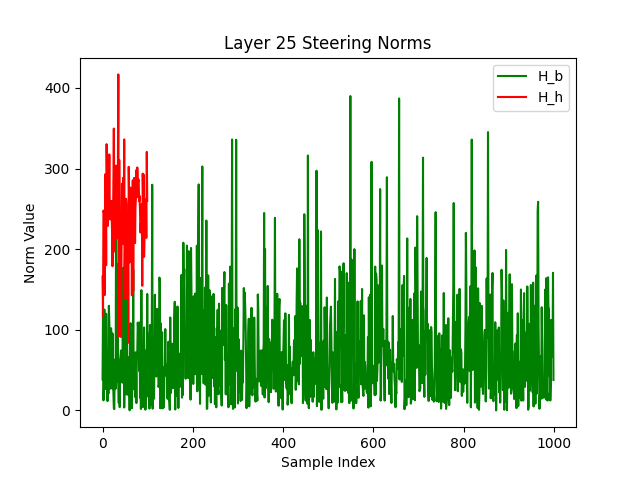 Layer 25 Steering Norms
H_b
H_h
Norm Value
400
300
200
100
0
0 200 400 600 800 1000
Sample Index